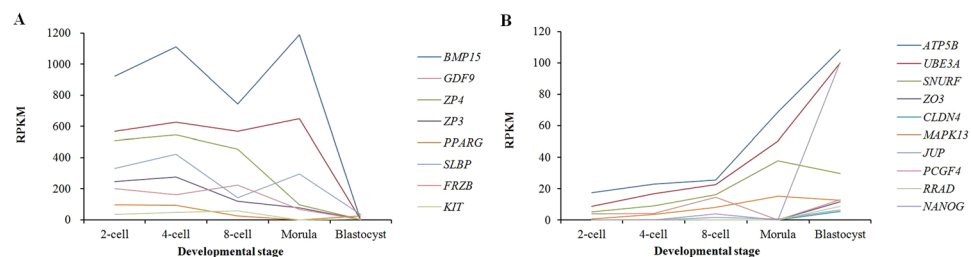 A
RPKM
1200
1000
800
600
400
200
0
2-cell
4-cell
8-cell
Morula
Blastocyst
Developmental stage
BMP15
GDF9
ZP4
ZP3
PPARG
SLBP
FRZB
KIT
B
RPKM
120
100
80
60
40
20
0
2-cell
4-cell
8-cell
Morula
Blastocyst
Developmental stage
ATP5B
UBE3A
SNURF
ZO3
CLDN4
MAPK13
JUP
PCGF4
RRAD
NANOG